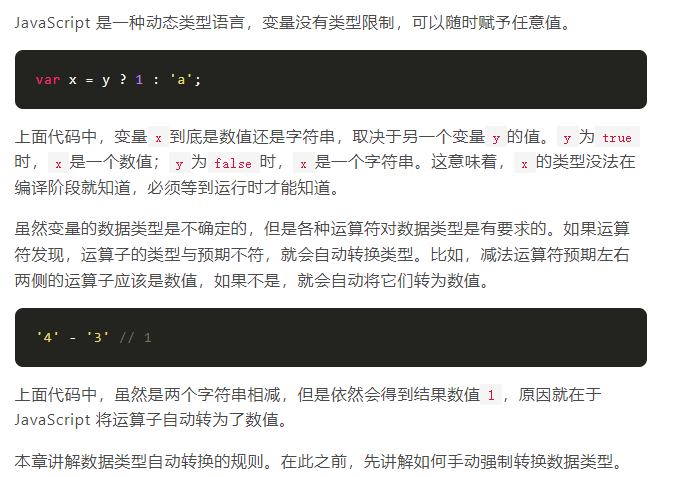 JavaScript 是一种动态类型语言，变量没有类型限制，可以随时赋予任意值。
var x = y ? 1 : 'a';
上面代码中，变量 x 到底是数值还是字符串，取决于另一个变量 y 的值。y 为 true
时，x 是一个数值；y 为 false 时，x 是一个字符串。这意味着，x 的类型没法在
编译阶段就知道，必须等到运行时才能知道。
虽然变量的数据类型是不确定的，但是各种运算符对数据类型是有要求的。如果运算
符发现，运算子的类型与预期不符，就会自动转换类型。比如，减法运算符预期左右
两侧的运算子应该是数值，如果不是，就会自动将它们转为数值。
'4' - '3' // 1
上面代码中，虽然是两个字符串相减，但是依然会得到结果数值 1，原因就在于
JavaScript 将运算子自动转为了数值。
本章讲解数据类型自动转换的规则。在此之前，先讲解如何手动强制转换数据类型。